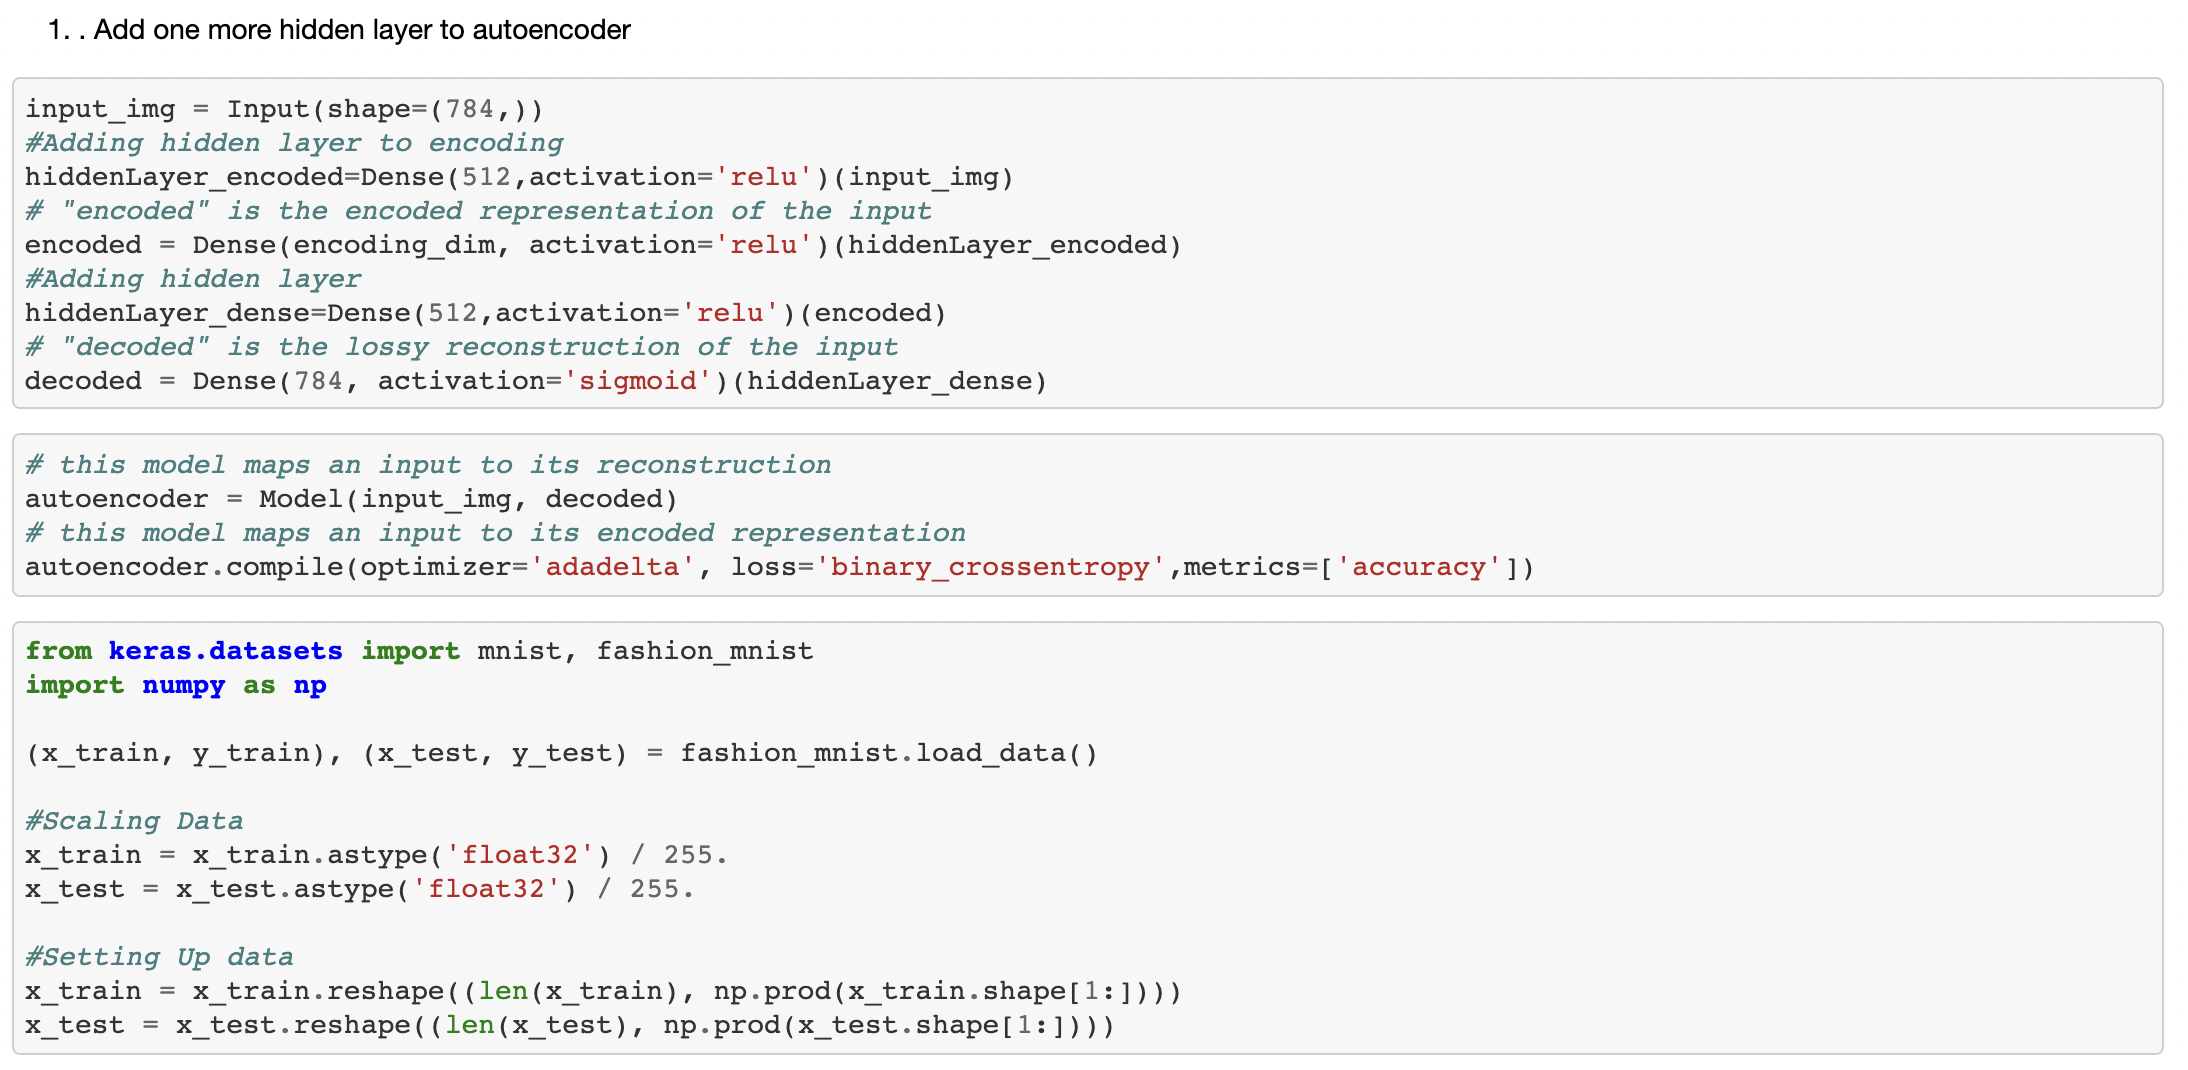 1. . Add one more hidden layer to autoencoder
input_img = Input(shape=(784,))
#Adding hidden layer to encoding
hiddenLayer_encoded=Dense(512,activation='relu')(input_img)
# "encoded" is the encoded representation of the input
encoded = Dense(encoding_dim, activation='relu')(hiddenLayer_encoded)
#Adding hidden layer
hiddenLayer_dense=Dense(512,activation='relu')(encoded)
# "decoded" is the lossy reconstruction of the input
decoded = Dense(784, activation='sigmoid')(hiddenLayer_dense)
# this model maps an input to its reconstruction
autoencoder = Model(input_img, decoded)
# this model maps an input to its encoded representation
autoencoder.compile(optimizer='adadelta', loss='binary_crossentropy',metrics=['accuracy'])
from keras.datasets import mnist, fashion_mnist
import numpy as np
(x_train, y_train), (x_test, y_test) = fashion_mnist.load_data()
#Scaling Data
x_train = x_train.astype('float32') / 255.
x_test = x_test.astype('float32') / 255.
#Setting Up data
x_train = x_train.reshape((len(x_train), np.prod(x_train.shape[1:])))
x_test = x_test.reshape((len(x_test), np.prod(x_test.shape[1:])))